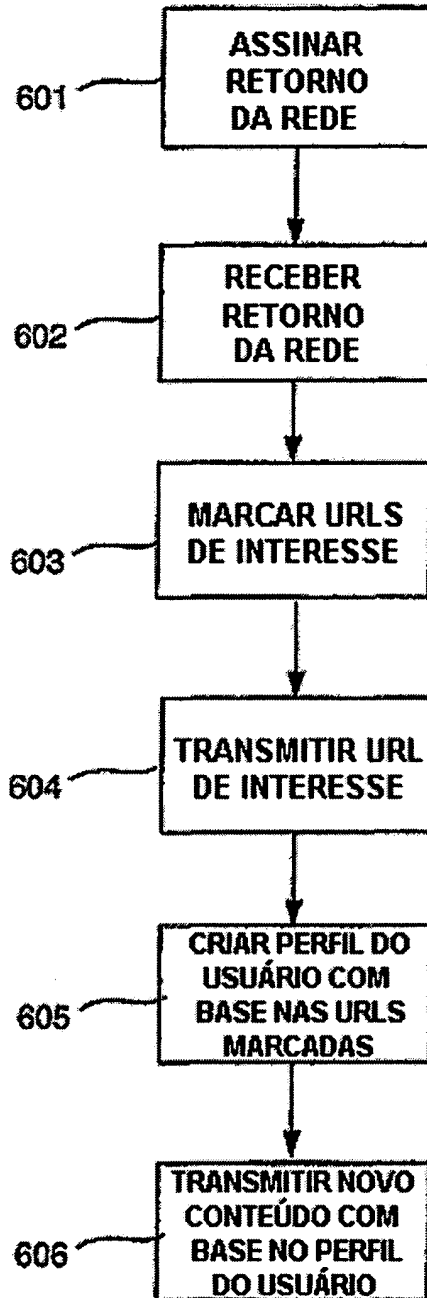 601
ASSINAR
RETORNO
DA REDE
602
RECEBER
RETORNO
DA REDE
603
MARCAR URLS
DE INTERESSE
604
TRANSMITIR URL
DE INTERESSE
605
CRIAR PERFIL DO
USUÁRIO COM
BASE NAS URLS
MARCADAS
606
TRANSMITIR NOVO
CONTEÚDO COM
BASE NO PERFIL
DO USUÁRIO